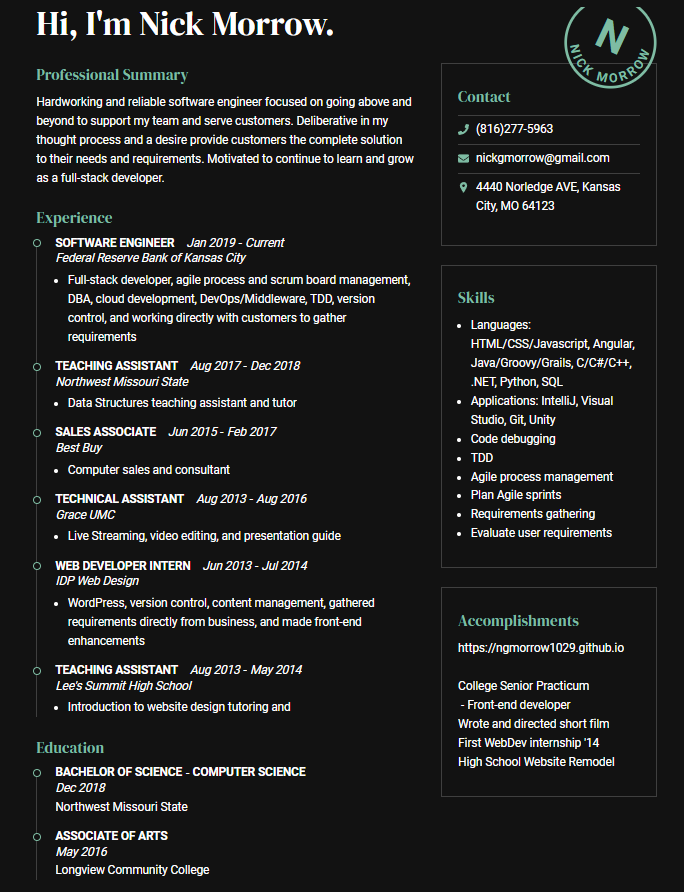 Hi, I'm Nick Morrow.
N
NICK MORROW
Professional Summary
Hardworking and reliable software engineer focused on going above and
beyond to support my team and serve customers. Deliberative in my
thought process and a desire provide customers the complete solution
to their needs and requirements. Motivated to continue to learn and grow
as a full-stack developer.
Experience
SOFTWARE ENGINEER Jan 2019 - Current
Federal Reserve Bank of Kansas City
• Full-stack developer, agile process and scrum board management,
DBA, cloud development, DevOps/Middleware, TDD, version
control, and working directly with customers to gather
requirements
TEACHING ASSISTANT Aug 2017 - Dec 2018
Northwest Missouri State
• Data Structures teaching assistant and tutor
SALES ASSOCIATE Jun 2015 - Feb 2017
Best Buy
• Computer sales and consultant
TECHNICAL ASSISTANT Aug 2013 - Aug 2016
Grace UMC
• Live Streaming, video editing, and presentation guide
WEB DEVELOPER INTERN Jun 2013 - Jul 2014
IDP Web Design
• WordPress, version control, content management, gathered
requirements directly from business, and made front-end
enhancements
TEACHING ASSISTANT Aug 2013 - May 2014
Lee's Summit High School
• Introduction to website design tutoring and
Education
BACHELOR OF SCIENCE - COMPUTER SCIENCE
Dec 2018
Northwest Missouri State
ASSOCIATE OF ARTS
May 2016
Longview Community College
Contact
(816)277-5963
nickgmorrow@gmail.com
4440 Norledge AVE, Kansas
City, MO 64123
Skills
• Languages:
HTML/CSS/Javascript, Angular,
Java/Groovy/Grails, C/C#/C++,
.NET, Python, SQL
• Applications: IntelliJ, Visual
Studio, Git, Unity
• Code debugging
• TDD
• Agile process management
• Plan Agile sprints
• Requirements gathering
• Evaluate user requirements
Accomplishments
https://ngmorrow1029.github.io
College Senior Practicum
- Front-end developer
Wrote and directed short film
First WebDev internship '14
High School Website Remodel